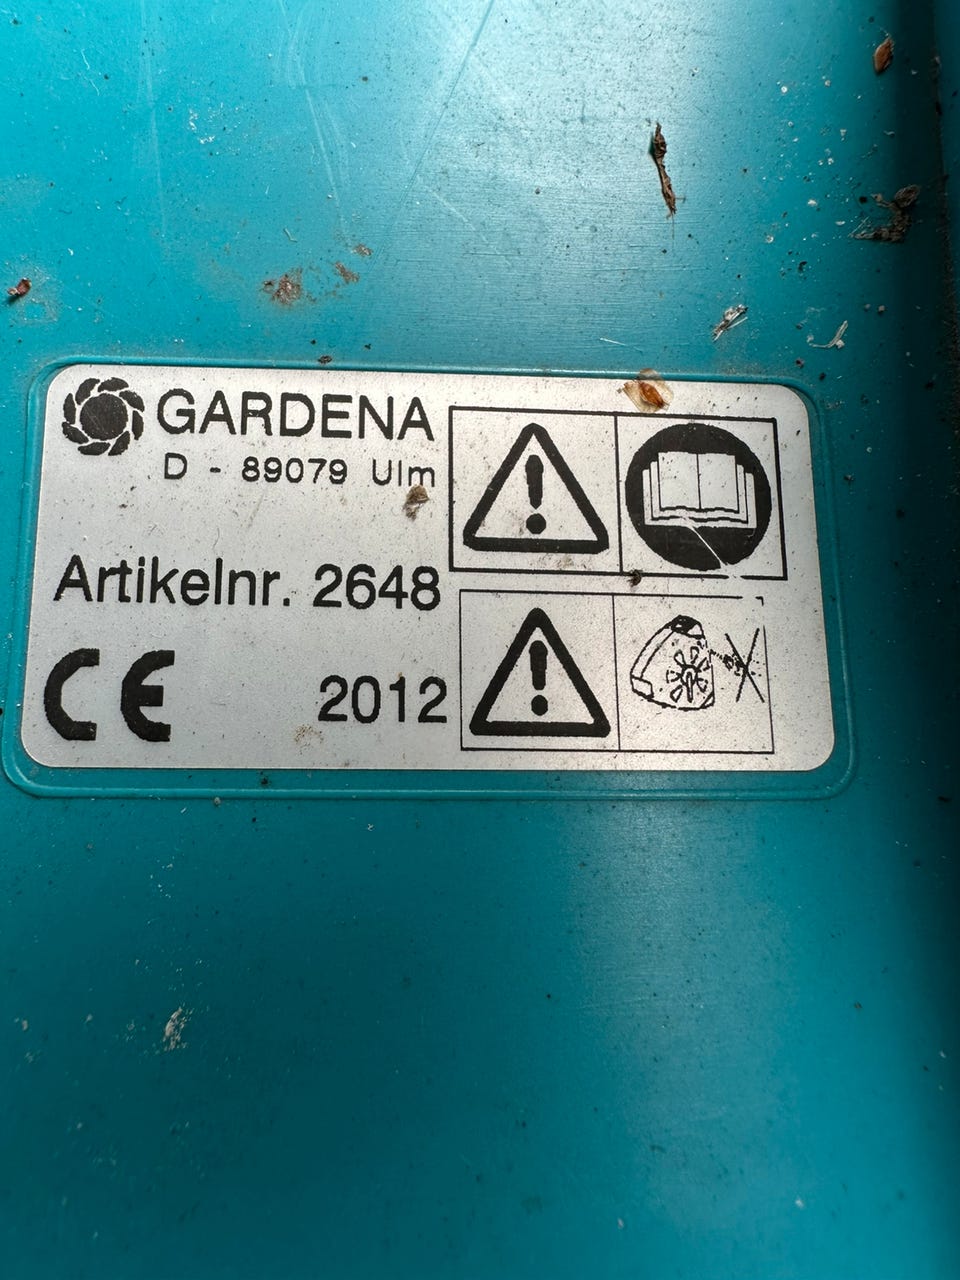 GARDENA
D - 89079 Ulm
Artikelnr. 2648
CE
2012